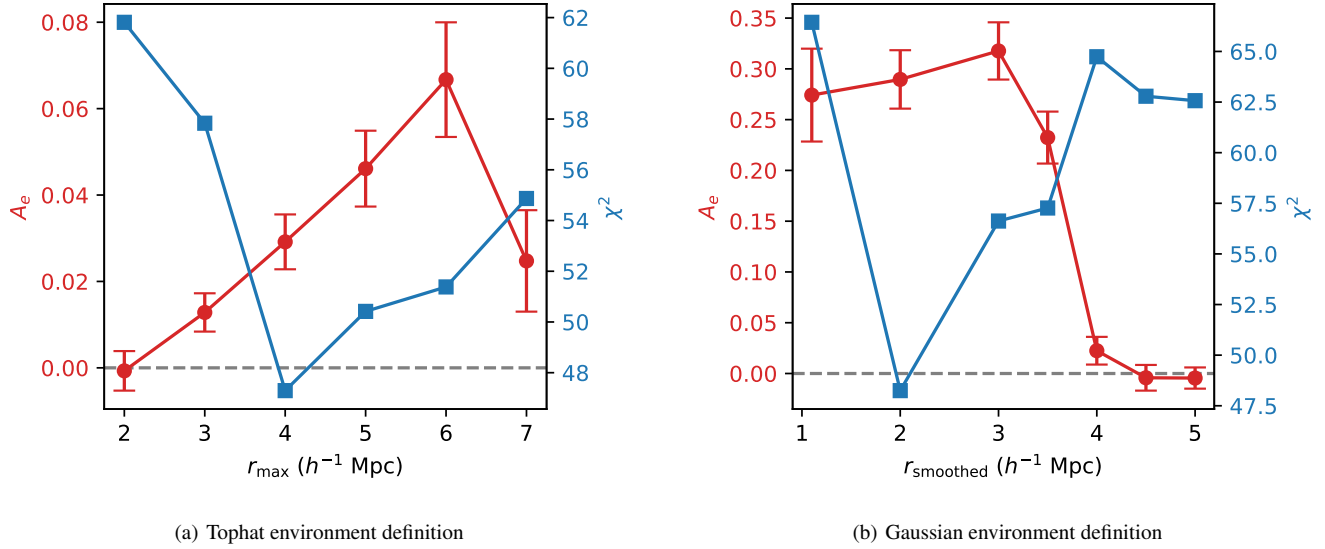 0.08
0.06
0.04
0.02
0.00
A_e
62
60
58
56
54
52
50
48
χ²
2 3 4 5 6 7
r_max (h⁻¹ Mpc)
(a) Tophat environment definition
0.35
0.30
0.25
0.20
0.15
0.10
0.05
0.00
A_e
65.0
62.5
60.0
57.5
55.0
52.5
50.0
47.5
χ²
1 2 3 4 5
r_smoothed (h⁻¹ Mpc)
(b) Gaussian environment definition